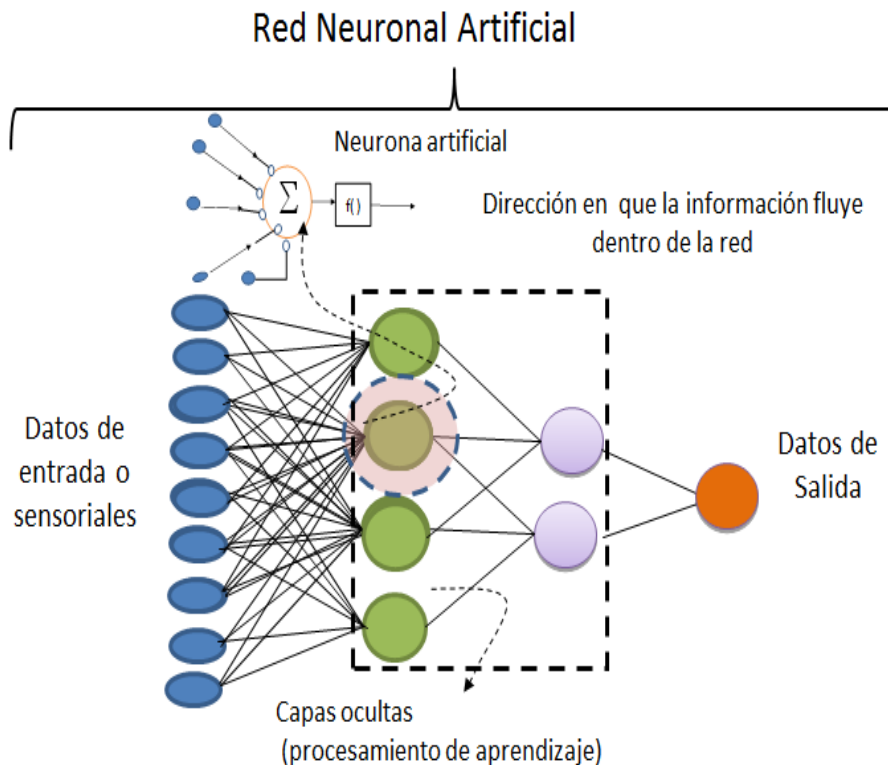 Red Neuronal Artificial
Neurona artificial
Σ
f()
Dirección en que la información fluye
dentro de la red
Datos de
entrada o
sensoriales
Datos de
Salida
Capas ocultas
(procesamiento de aprendizaje)